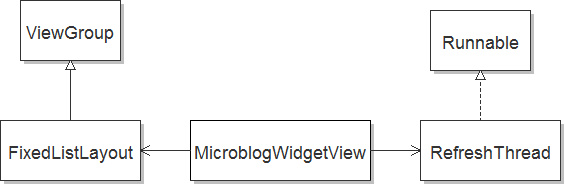 ViewGroup
Runnable
FixedListLayout
MicroblogWidgetView
RefreshThread